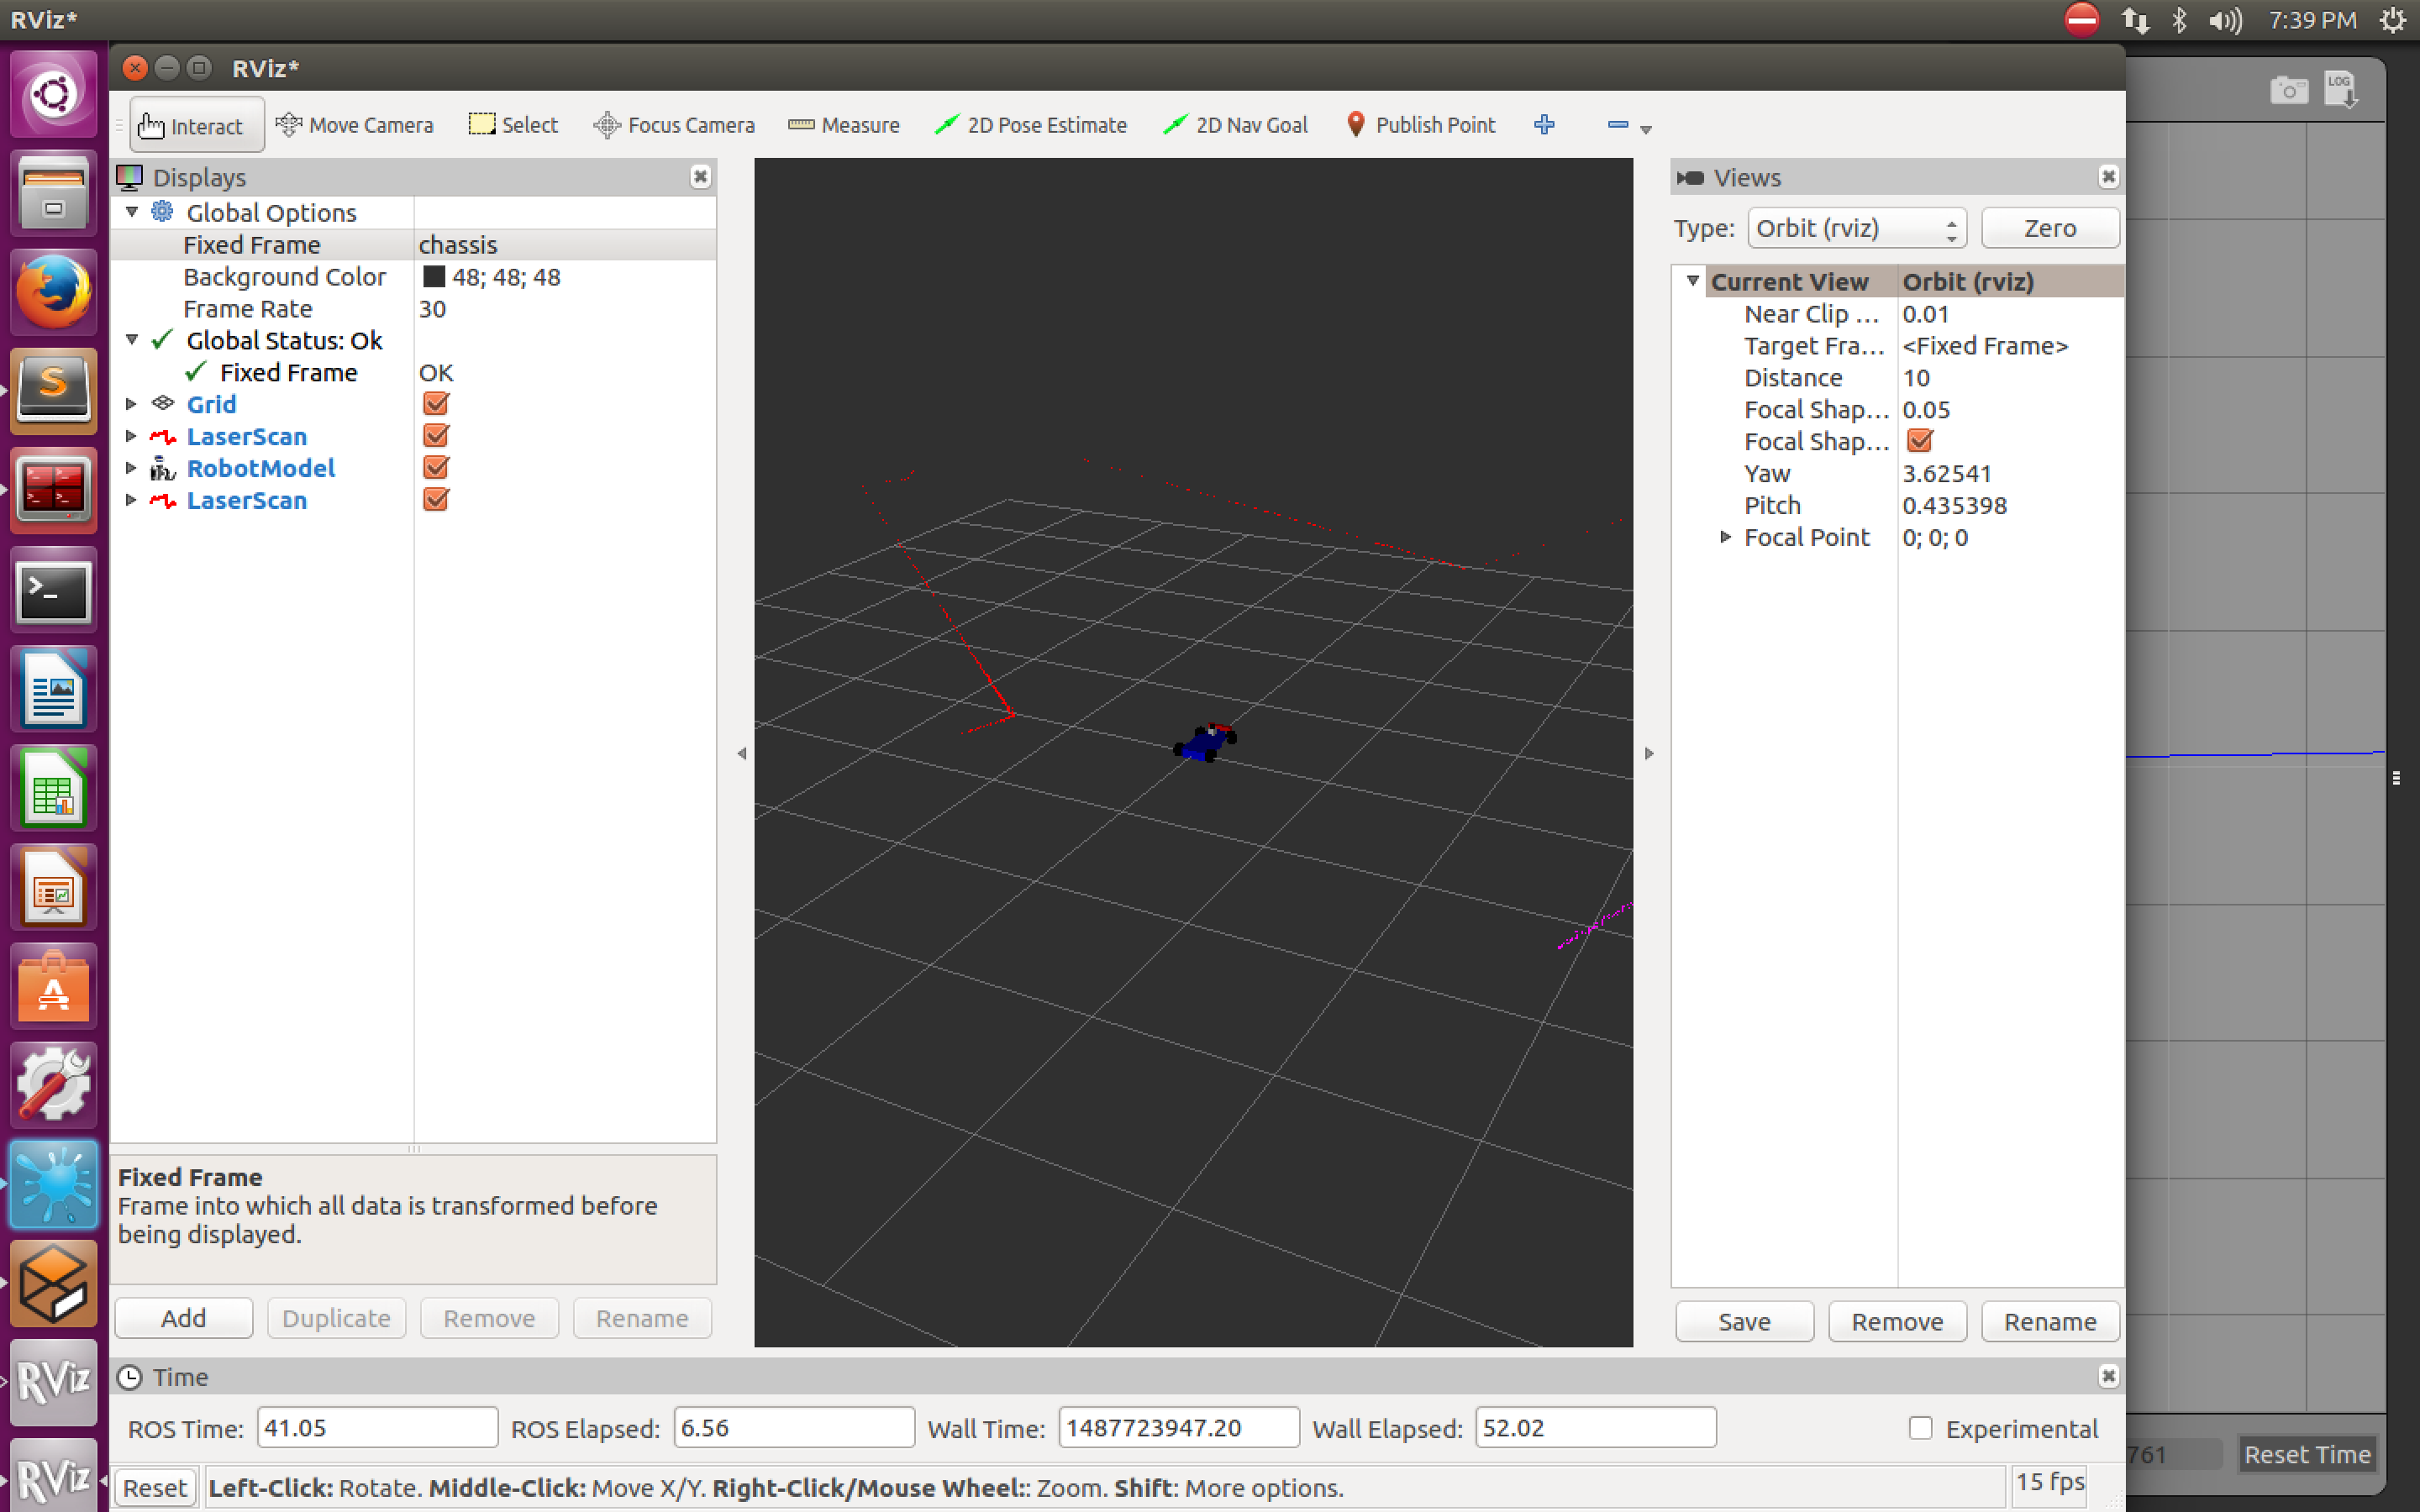 RViz*
7:39 PM
RViz*
LOG
Interact Move Camera Select Focus Camera Measure 2D Pose Estimate 2D Nav Goal Publish Point
Displays
Global Options
Fixed Frame chassis
Background Color 48; 48; 48
Frame Rate 30
Global Status: Ok
Fixed Frame OK
Grid
LaserScan
RobotModel
LaserScan
Fixed Frame
Frame into which all data is transformed before
being displayed.
Add Duplicate Remove Rename
Views
Type: Orbit (rviz) Zero
Current View Orbit (rviz)
Near Clip ... 0.01
Target Fra... <Fixed Frame>
Distance 10
Focal Shap... 0.05
Focal Shap...
Yaw 3.62541
Pitch 0.435398
Focal Point 0; 0; 0
Save Remove Rename
Time
ROS Time: 41.05 ROS Elapsed: 6.56 Wall Time: 1487723947.20 Wall Elapsed: 52.02 Experimental
Reset Left-Click: Rotate. Middle-Click: Move X/Y. Right-Click/Mouse Wheel:: Zoom. Shift: More options. 15 fps
761 Reset Time
RViz
RViz